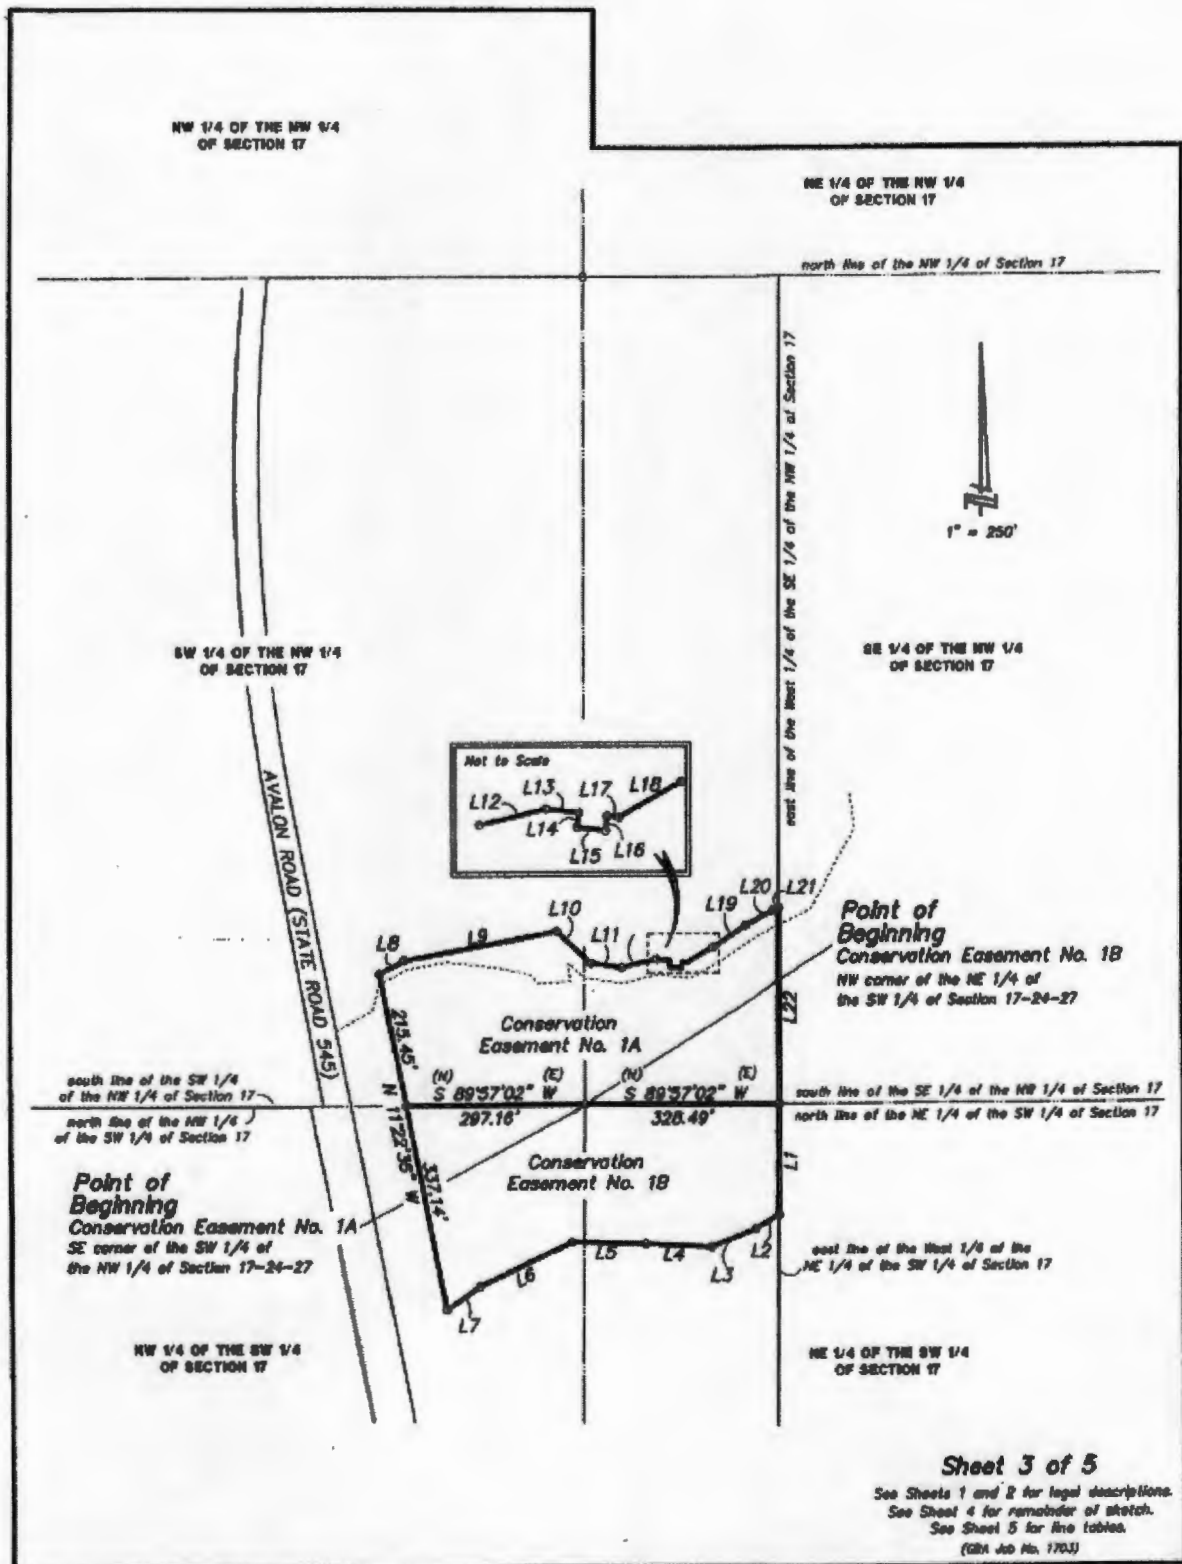 NW 1/4 OF THE NW 1/4
OF SECTION 17
NE 1/4 OF THE NW 1/4
OF SECTION 17
north line of the NW 1/4 of Section 17
east line of the West 1/4 of the SE 1/4 of the NW 1/4 of Section 17
1" = 250'
SW 1/4 OF THE NW 1/4
OF SECTION 17
SE 1/4 OF THE NW 1/4
OF SECTION 17
AVALON ROAD (STATE ROAD 545)
Not to Scale
L12
L13
L14
L15
L16
L17
L18
L8
L9
L10
L11
L19
L20
L21
L22
Point of
Beginning
Conservation Easement No. 1B
NW corner of the NE 1/4 of
the SW 1/4 of Section 17-24-27
Conservation
Easement No. 1A
215.45'
N 11°22'35" W
337.14'
(N) (E)
S 89°57'02" W
297.16'
(N) (E)
S 89°57'02" W
328.49'
south line of the SW 1/4
of the NW 1/4 of Section 17
north line of the NW 1/4
of the SW 1/4 of Section 17
south line of the SE 1/4 of the NW 1/4 of Section 17
north line of the NE 1/4 of the SW 1/4 of Section 17
Conservation
Easement No. 1B
L1
L2
L3
L4
L5
L6
L7
Point of
Beginning
Conservation Easement No. 1A
SE corner of the SW 1/4 of
the NW 1/4 of Section 17-24-27
east line of the West 1/4 of the
NE 1/4 of the SW 1/4 of Section 17
NW 1/4 OF THE SW 1/4
OF SECTION 17
NE 1/4 OF THE SW 1/4
OF SECTION 17
Sheet 3 of 5
See Sheets 1 and 2 for legal descriptions.
See Sheet 4 for remainder of sketch.
See Sheet 5 for line tables.
(GBA Job No. 1703)